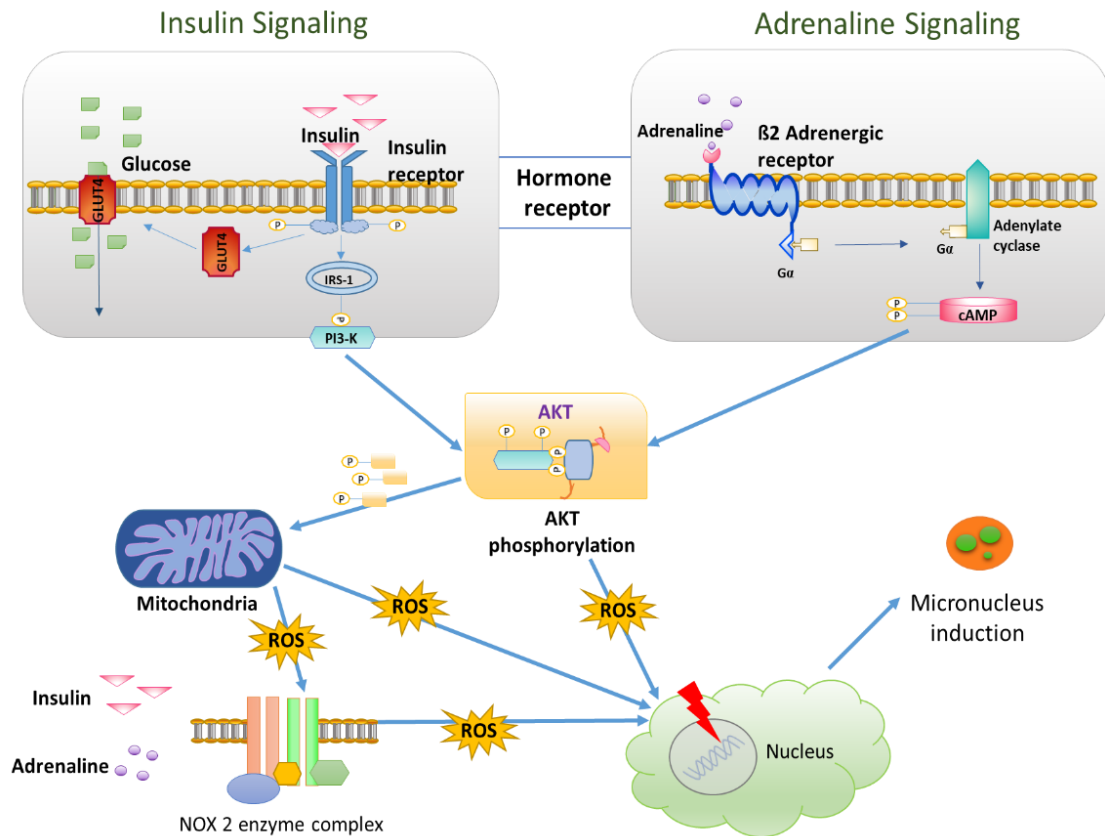 Insulin Signaling
Adrenaline Signaling
Insulin
Glucose
Insulin
receptor
GLUT4
GLUT4
P
P
IRS-1
P
PI3-K
Hormone
receptor
Adrenaline
ß2 Adrenergic
receptor
Gα
Gα
Adenylate
cyclase
P
P
cAMP
AKT
P
P
P
P
AKT
phosphorylation
P
P
P
Mitochondria
ROS
ROS
ROS
Micronucleus
induction
Insulin
Adrenaline
ROS
NOX 2 enzyme complex
Nucleus